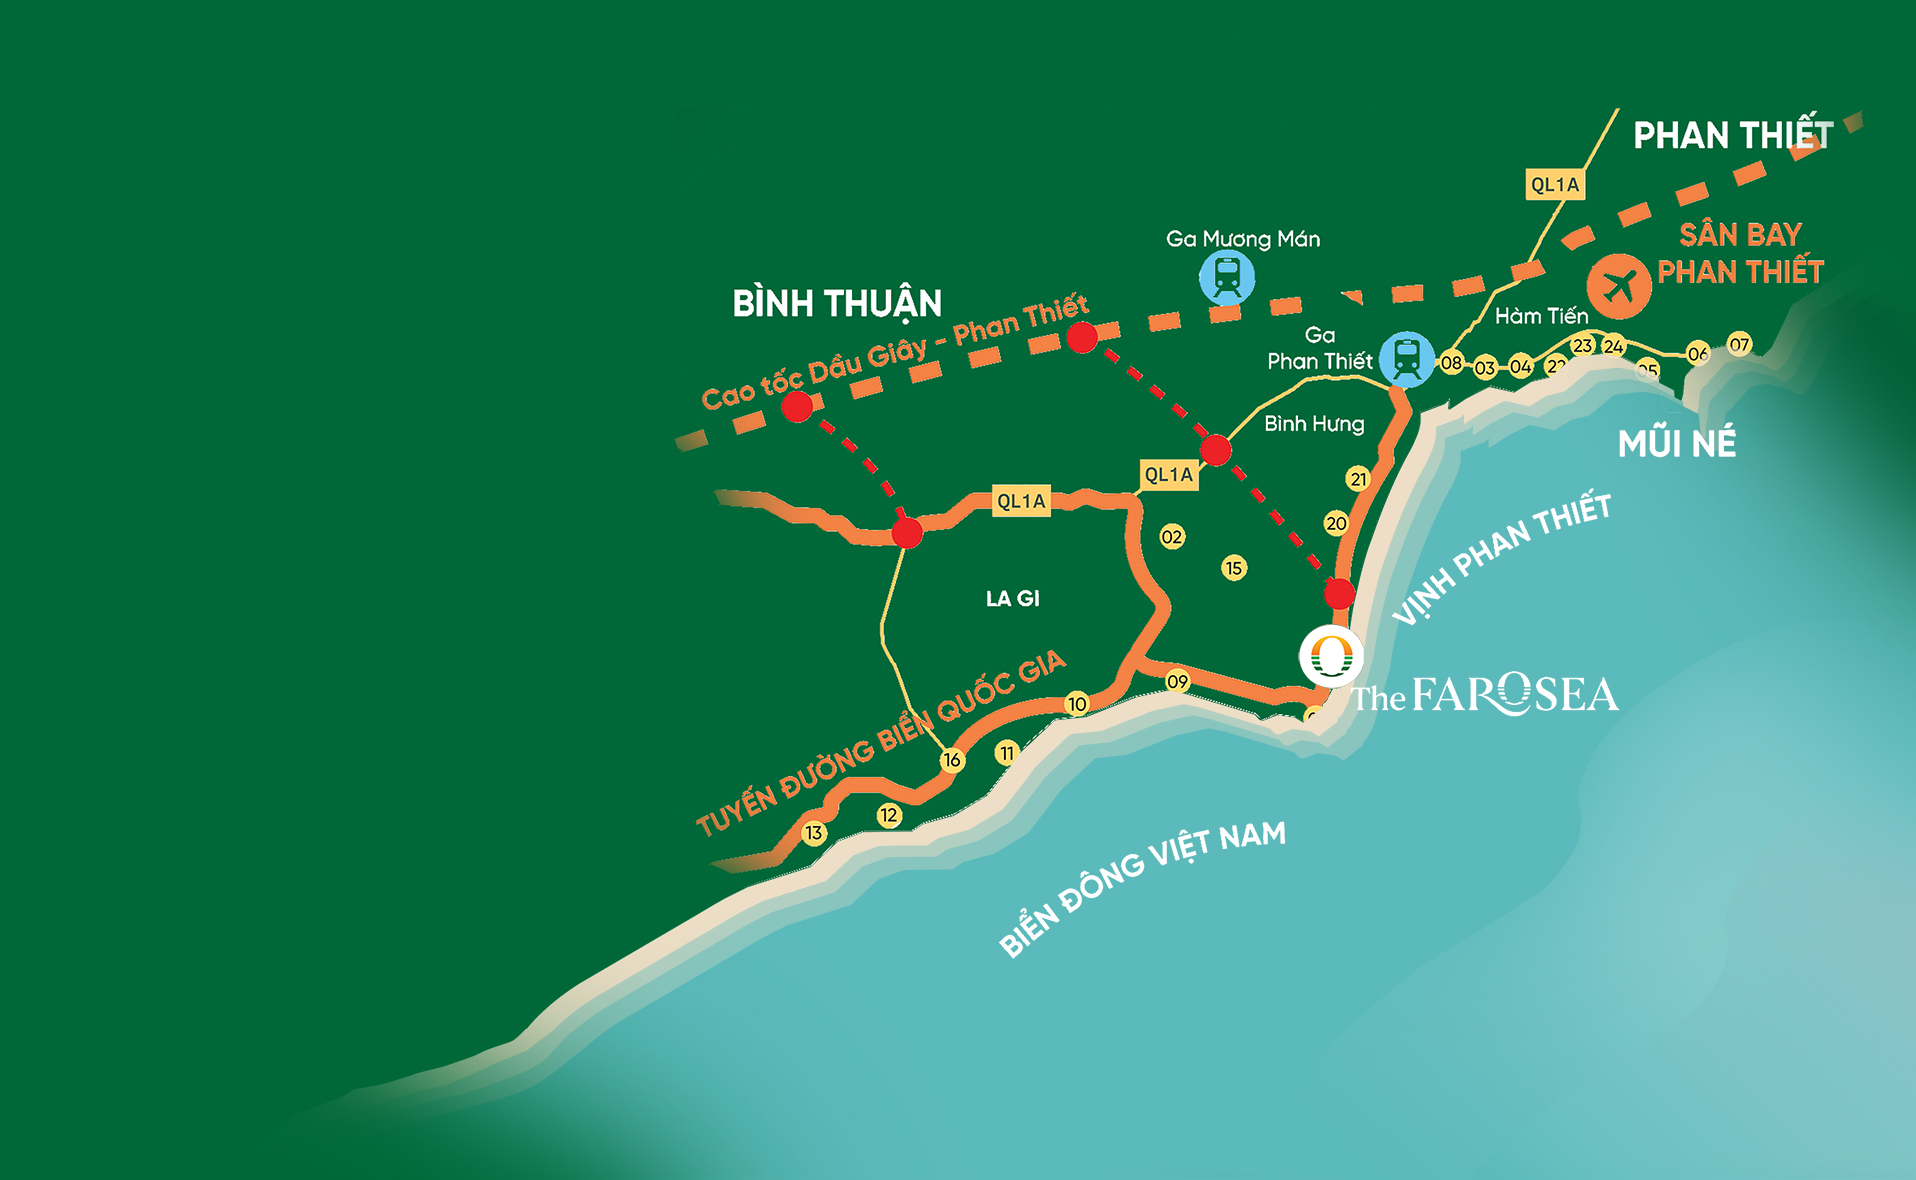 PHAN THIẾT
QL1A
SÂN BAY
PHAN THIẾT
Ga Mương Mán
BÌNH THUẬN
Cao tốc Dầu Giây - Phan Thiết
Hàm Tiến
Ga
Phan Thiết
08
03
04
22
23
24
05
06
07
Bình Hưng
MŨI NÉ
QL1A
QL1A
21
20
02
15
VỊNH PHAN THIẾT
LA GI
The FAROSEA
TUYẾN ĐƯỜNG BIỂN QUỐC GIA
09
10
16
11
12
13
BIỂN ĐÔNG VIỆT NAM